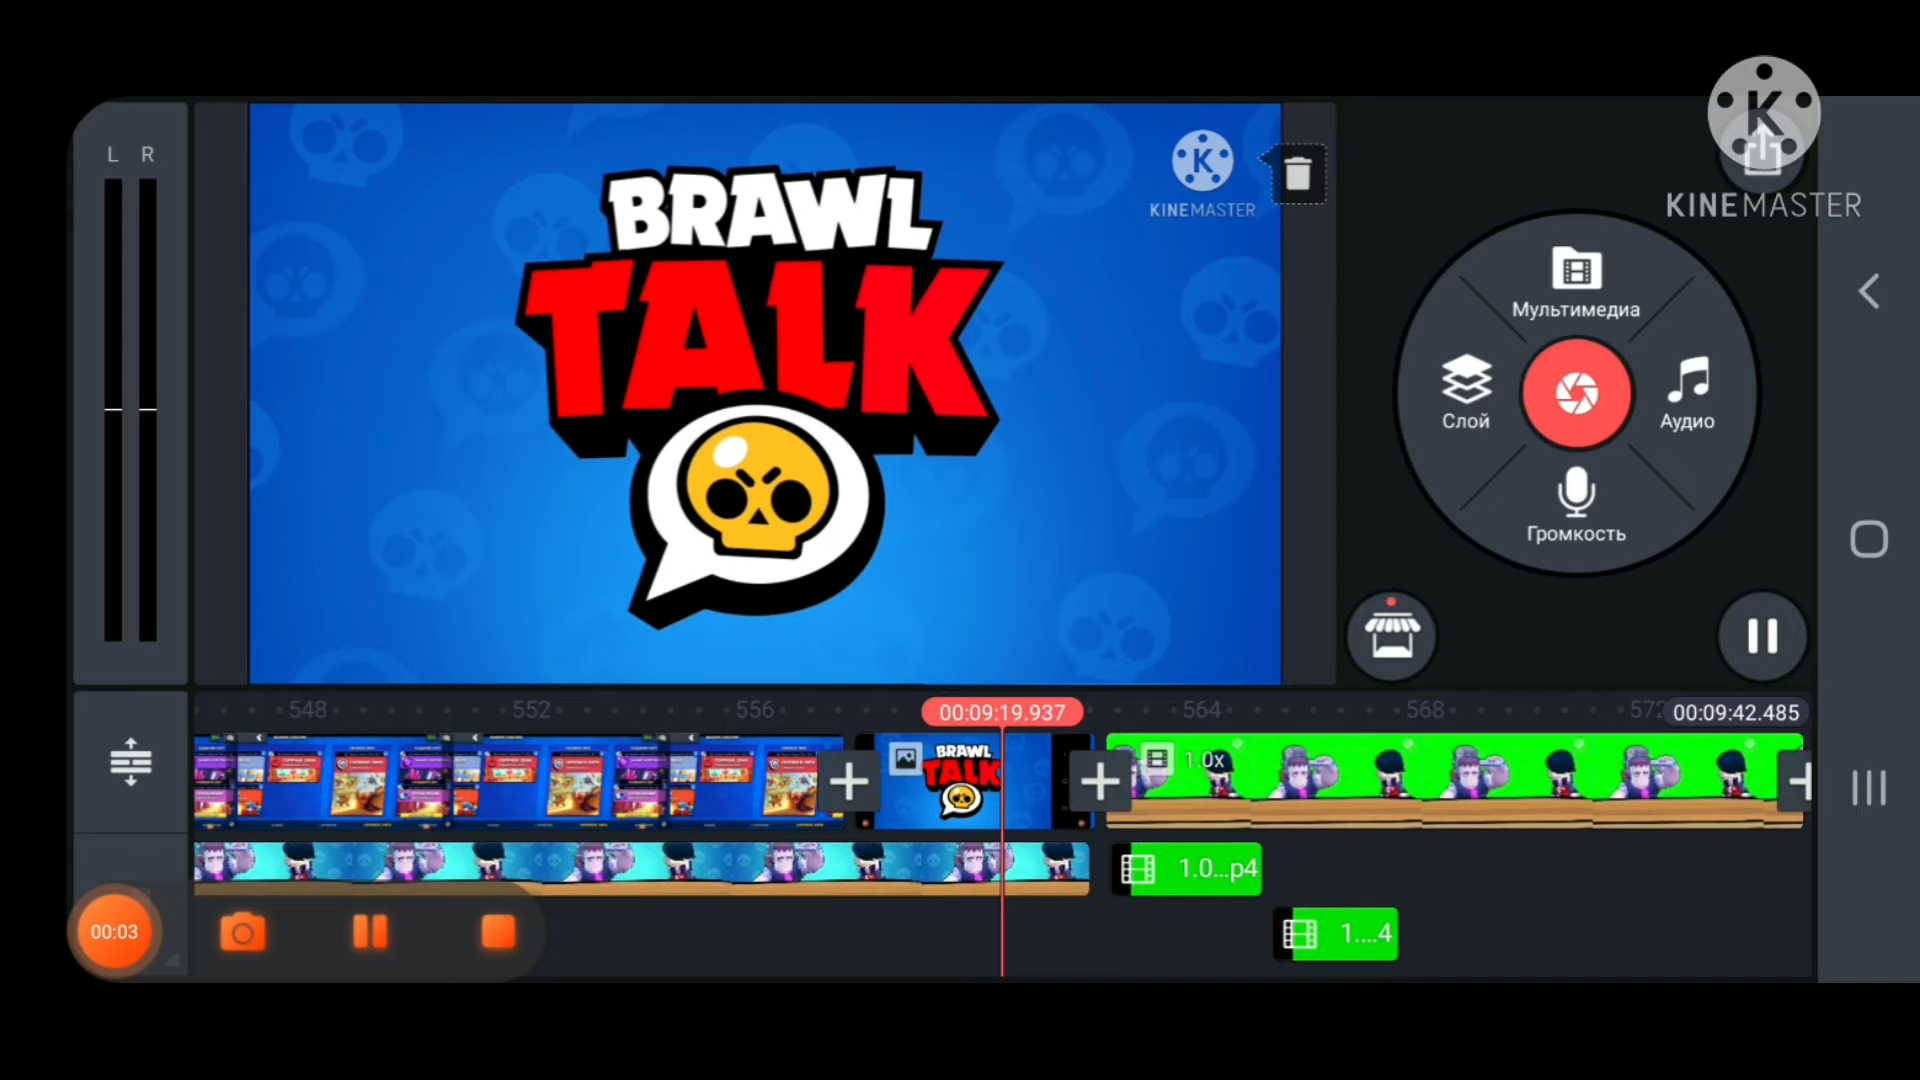 L R
BRAWL
TALK
KINEMASTER
K
KINEMASTER
Мультимедиа
Слой
Аудио
Громкость
548 552 556 00:09:19.937 564 568 572 00:09:42.485
BRAWL
TALK
1.0x
1.0...p4
1....4
00:03